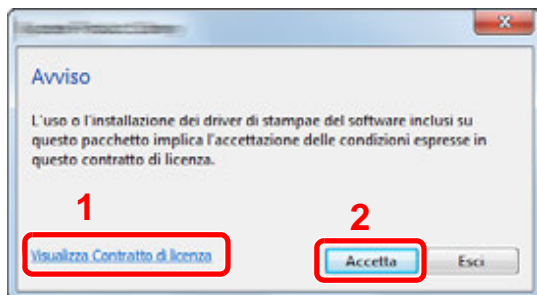 Avviso
L'uso o l'installazione dei driver di stampae del software inclusi su
questo pacchetto implica l'accettazione delle condizioni espresse in
questo contratto di licenza.
1
2
Visualizza Contratto di licenza
Accetta
Esci